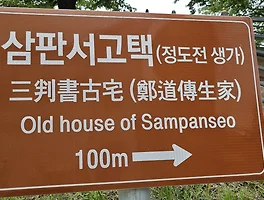 삼판서고택(정도전 생가)
三判書古宅 (鄭道傳生家)
Old house of Sampanseo
100m →